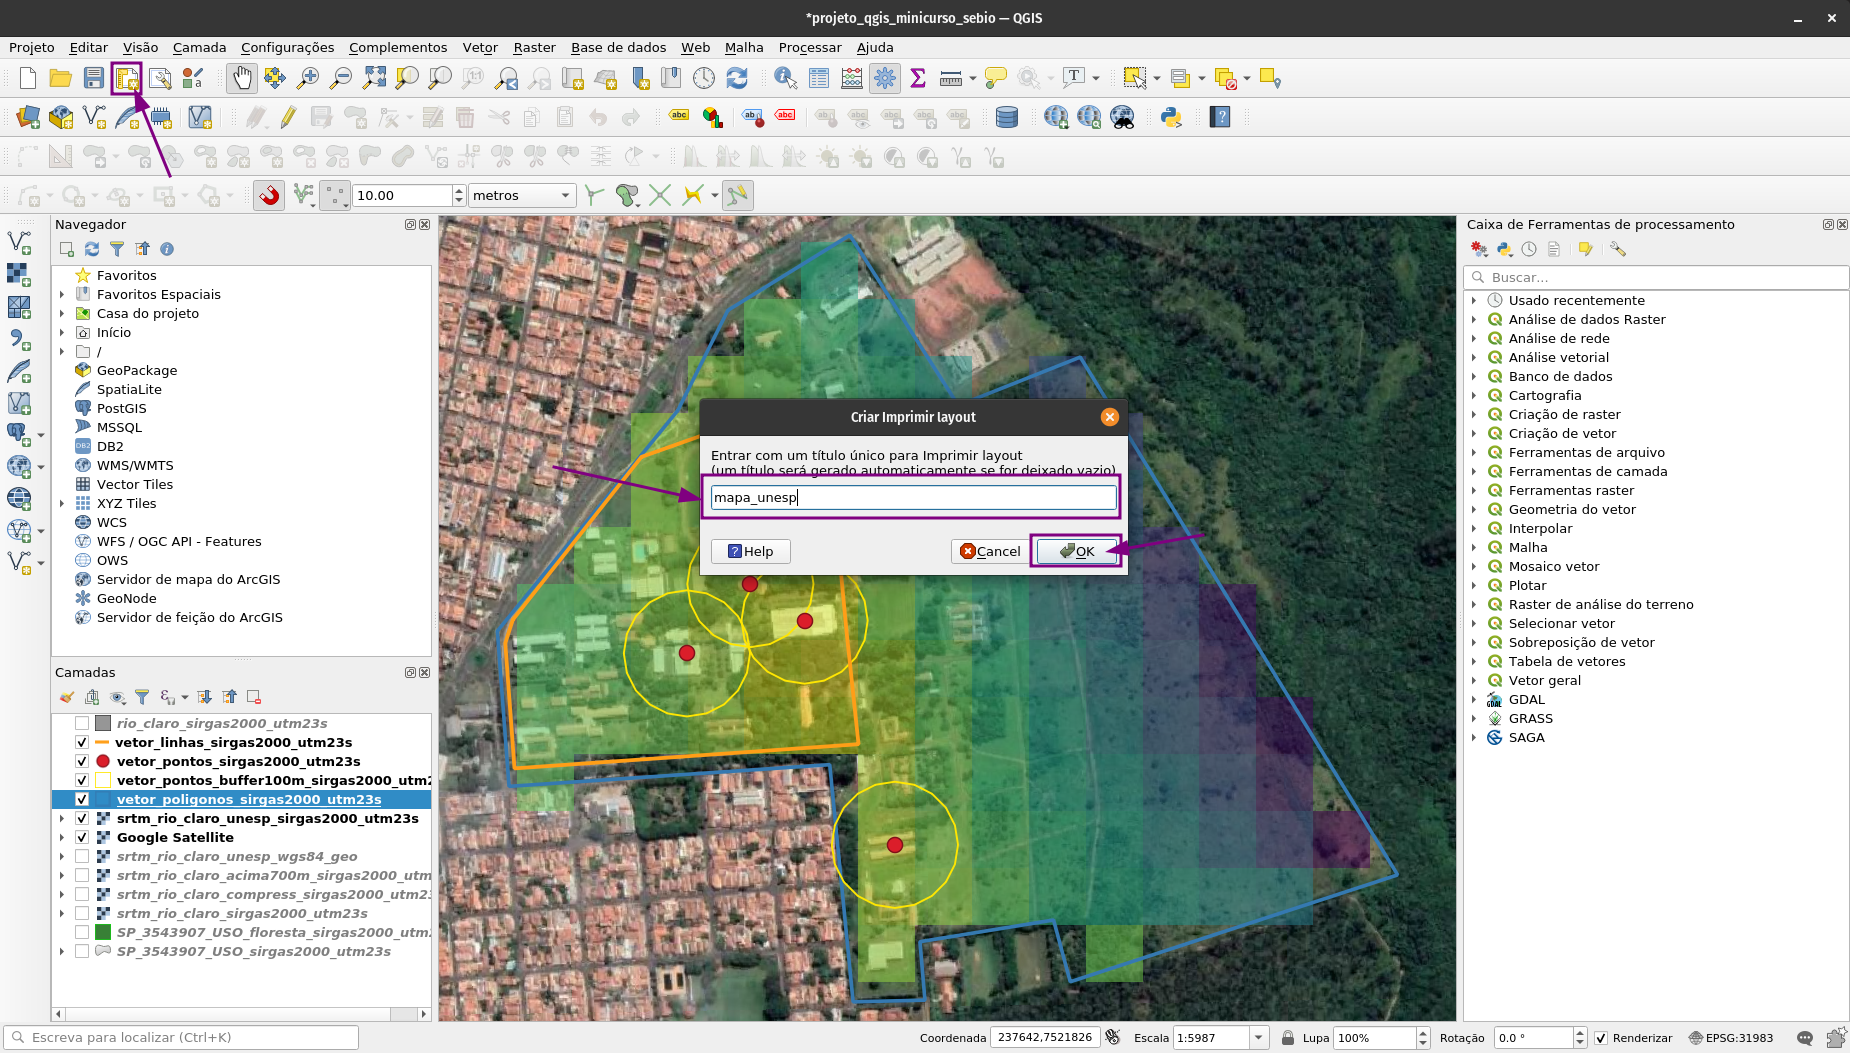 *projeto_qgis_minicurso_sebio — QGIS
Projeto Editar Visão Camada Configurações Complementos Vetor Raster Base de dados Web Malha Processar Ajuda
10.00 metros
Navegador
Favoritos
Favoritos Espaciais
Casa do projeto
Início
/
GeoPackage
SpatiaLite
PostGIS
MSSQL
DB2
WMS/WMTS
Vector Tiles
XYZ Tiles
WCS
WFS / OGC API - Features
OWS
Servidor de mapa do ArcGIS
GeoNode
Servidor de feição do ArcGIS
Camadas
rio_claro_sirgas2000_utm23s
vetor_linhas_sirgas2000_utm23s
vetor_pontos_sirgas2000_utm23s
vetor_pontos_buffer100m_sirgas2000_utm2
vetor_poligonos_sirgas2000_utm23s
srtm_rio_claro_unesp_sirgas2000_utm23s
Google Satellite
srtm_rio_claro_unesp_wgs84_geo
srtm_rio_claro_acima700m_sirgas2000_utm
srtm_rio_claro_compress_sirgas2000_utm2
srtm_rio_claro_sirgas2000_utm23s
SP_3543907_USO_floresta_sirgas2000_utm
SP_3543907_USO_sirgas2000_utm23s
Criar Imprimir layout
Entrar com um título único para Imprimir layout
(um título será gerado automaticamente se for deixado vazio)
mapa_unesp
Help Cancel OK
Caixa de Ferramentas de processamento
Buscar...
Usado recentemente
Análise de dados Raster
Análise de rede
Análise vetorial
Banco de dados
Cartografia
Criação de raster
Criação de vetor
Ferramentas de arquivo
Ferramentas de camada
Ferramentas raster
Geometria do vetor
Interpolar
Malha
Mosaico vetor
Plotar
Raster de análise do terreno
Selecionar vetor
Sobreposição de vetor
Tabela de vetores
Vetor geral
GDAL
GRASS
SAGA
Escreva para localizar (Ctrl+K)
Coordenada 237642,7521826 Escala 1:5987 Lupa 100% Rotação 0.0 ° Renderizar EPSG:31983